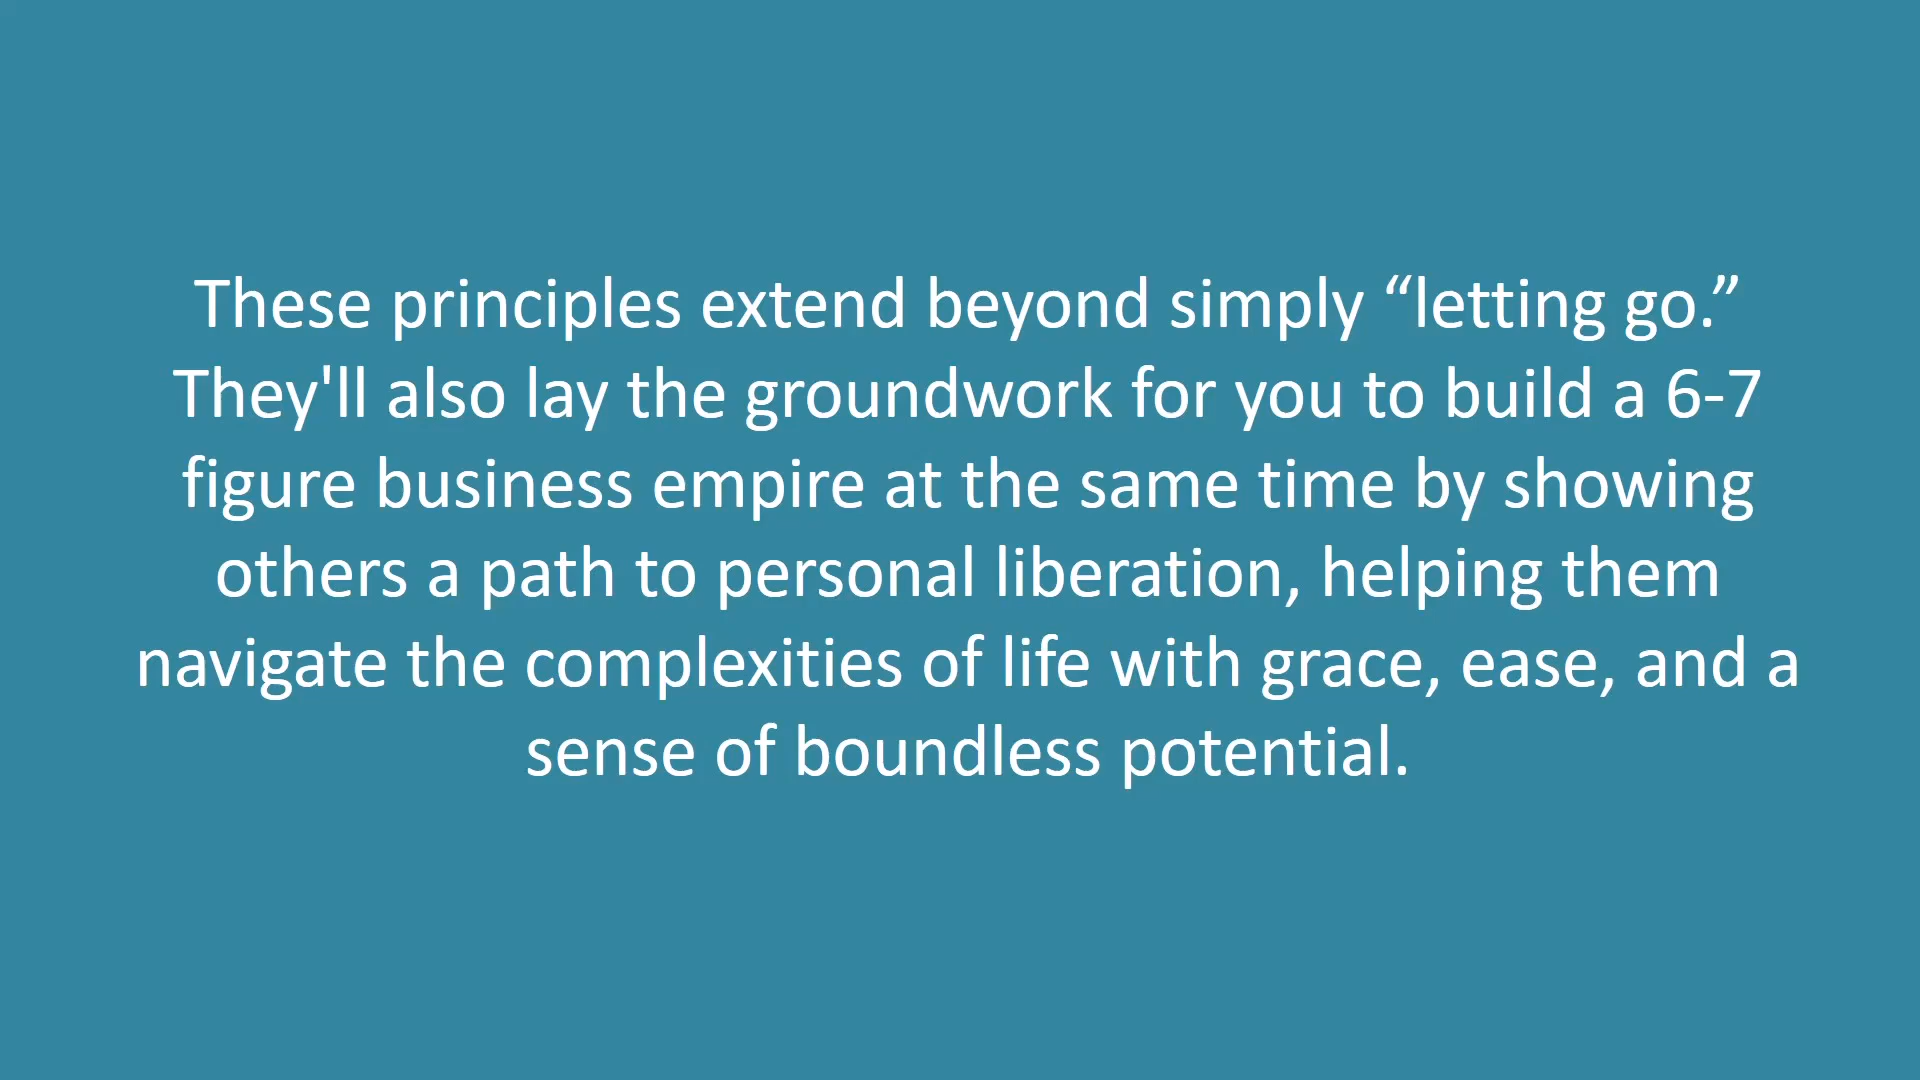 These principles extend beyond simply “letting go.”
They'll also lay the groundwork for you to build a 6-7
figure business empire at the same time by showing
others a path to personal liberation, helping them
navigate the complexities of life with grace, ease, and a
sense of boundless potential.